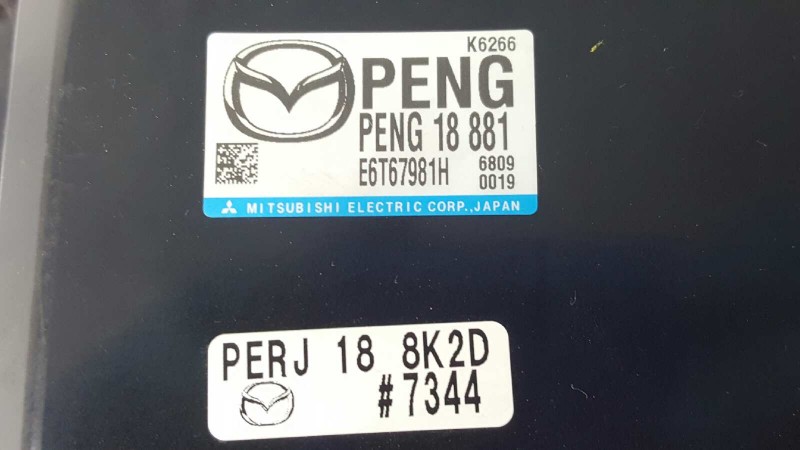 K6266
PENG
PENG 18 881
E6T67981H 6809
0019
MITSUBISHI ELECTRIC CORP.,JAPAN
PERJ 18 8K2D
#7344